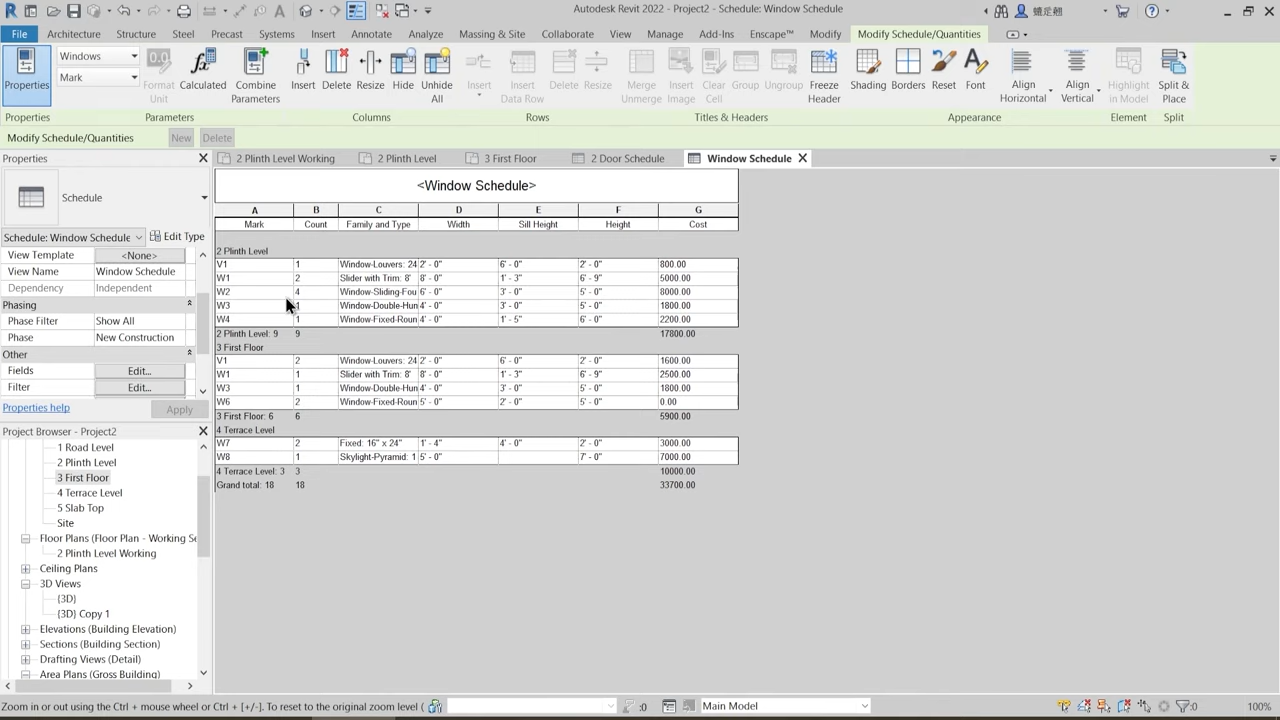 Autodesk Revit 2022 - Project2 - Schedule: Window Schedule
File Architecture Structure Steel Precast Systems Insert Annotate Analyze Massing & Site Collaborate View Manage Add-Ins Enscape™ Modify Modify Schedule/Quantities
Properties
Windows
Mark
Format Unit
Calculated
Combine Parameters
Insert Delete Resize Hide Unhide All
Insert Insert Data Row Delete Resize
Merge Unmerge Insert Image Clear Cell Group Ungroup Freeze Header
Shading Borders Reset Font Align Horizontal Align Vertical
Highlight in Model
Split & Place
Properties Parameters Columns Rows Titles & Headers Appearance Element Split
Modify Schedule/Quantities New Delete
Properties
2 Plinth Level Working 2 Plinth Level 3 First Floor 2 Door Schedule Window Schedule
Schedule
Schedule: Window Schedule Edit Type
View Template <None>
View Name Window Schedule
Dependency Independent
Phasing
Phase Filter Show All
Phase New Construction
Other
Fields Edit...
Filter Edit...
Properties help Apply
Project Browser - Project2
1 Road Level
2 Plinth Level
3 First Floor
4 Terrace Level
5 Slab Top
Site
Floor Plans (Floor Plan - Working Se
2 Plinth Level Working
Ceiling Plans
3D Views
{3D}
{3D} Copy 1
Elevations (Building Elevation)
Sections (Building Section)
Drafting Views (Detail)
Area Plans (Gross Building)
<Window Schedule>
A B C D E F G
Mark Count Family and Type Width Sill Height Height Cost
2 Plinth Level
V1 1 Window-Louvers: 24 2' - 0" 6' - 0" 2' - 0" 800.00
W1 2 Slider with Trim: 8' 8' - 0" 1' - 3" 6' - 9" 5000.00
W2 4 Window-Sliding-Fou 6' - 0" 3' - 0" 5' - 0" 8000.00
W3 1 Window-Double-Hun 4' - 0" 3' - 0" 5' - 0" 1800.00
W4 1 Window-Fixed-Roun 4' - 0" 1' - 5" 6' - 0" 2200.00
2 Plinth Level: 9 9 17800.00
3 First Floor
V1 2 Window-Louvers: 24 2' - 0" 6' - 0" 2' - 0" 1600.00
W1 1 Slider with Trim: 8' 8' - 0" 1' - 3" 6' - 9" 2500.00
W3 1 Window-Double-Hun 4' - 0" 3' - 0" 5' - 0" 1800.00
W6 2 Window-Fixed-Roun 5' - 0" 2' - 0" 5' - 0" 0.00
3 First Floor: 6 6 5900.00
4 Terrace Level
W7 2 Fixed: 16" x 24" 1' - 4" 4' - 0" 2' - 0" 3000.00
W8 1 Skylight-Pyramid: 1 5' - 0" 7' - 0" 7000.00
4 Terrace Level: 3 3 10000.00
Grand total: 18 18 33700.00
Zoom in or out using the Ctrl + mouse wheel or Ctrl + [+/-]. To reset to the original zoom level ( :0 Main Model :0 100%